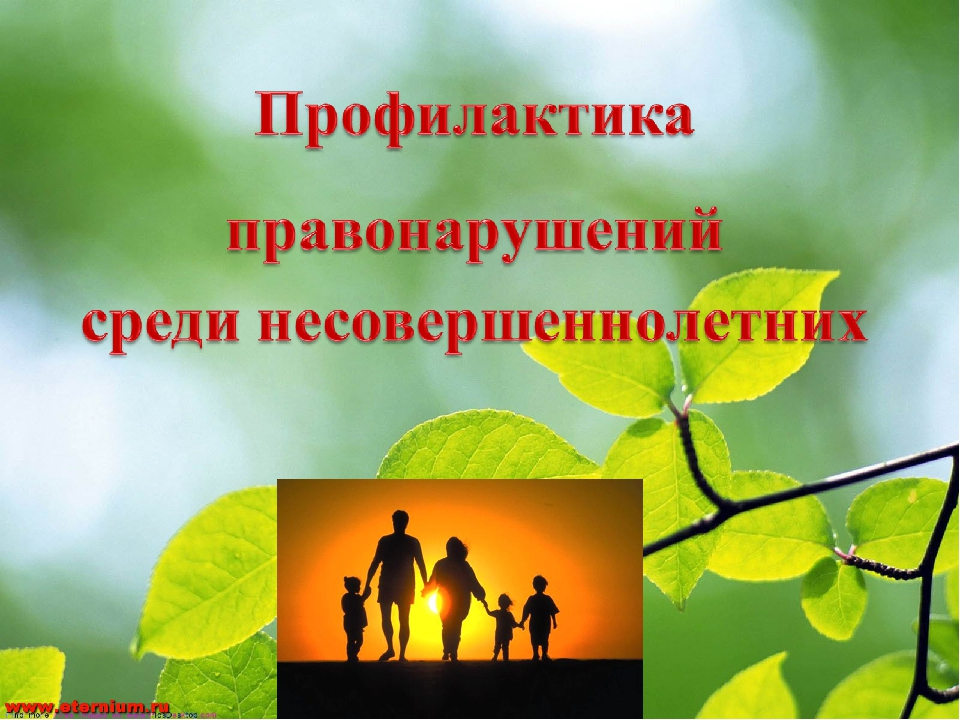 Профилактика
правонарушений
среди несовершеннолетних
www.eternium.ru